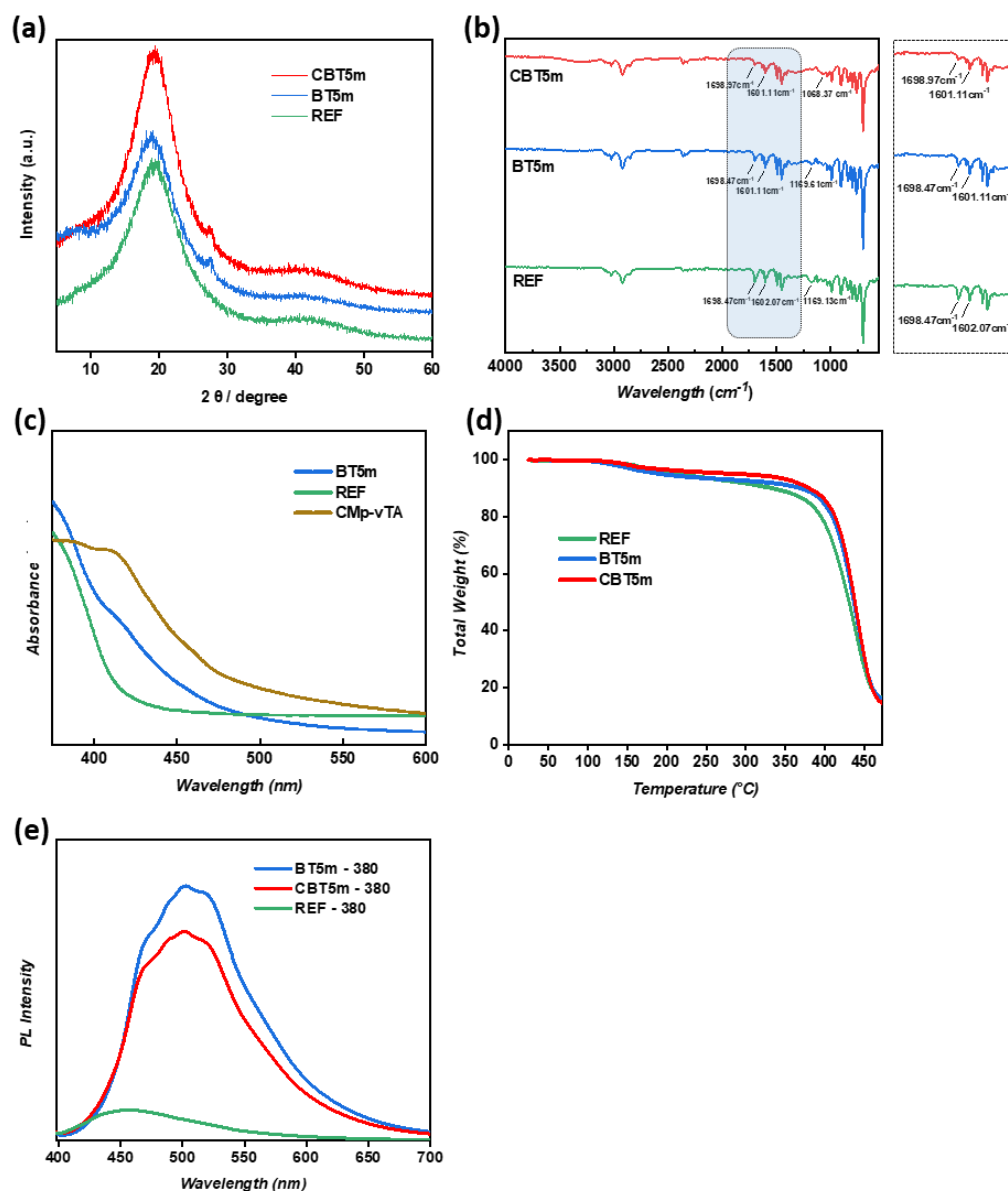 (a)
CBT5m
BT5m
REF
Intensity (a.u.)
10 20 30 40 50 60
2 θ / degree
(b)
CBT5m
1698.97cm-1
1601.11cm-1
1068.37 cm-1
BT5m
1698.47cm-1
1601.11cm-1
1169.61cm-1
REF
1698.47cm-1
1602.07cm-1
1169.13cm-1
4000 3500 3000 2500 2000 1500 1000
Wavelength (cm-1)
1698.97cm-1
1601.11cm-1
1698.47cm-1
1601.11cm-1
1698.47cm-1
1602.07cm-1
(c)
BT5m
REF
CMp-vTA
Absorbance
400 450 500 550 600
Wavelength (nm)
(d)
100
80
60
40
20
0
REF
BT5m
CBT5m
Total Weight (%)
0 50 100 150 200 250 300 350 400 450
Temperature (°C)
(e)
BT5m - 380
CBT5m - 380
REF - 380
PL Intensity
400 450 500 550 600 650 700
Wavelength (nm)